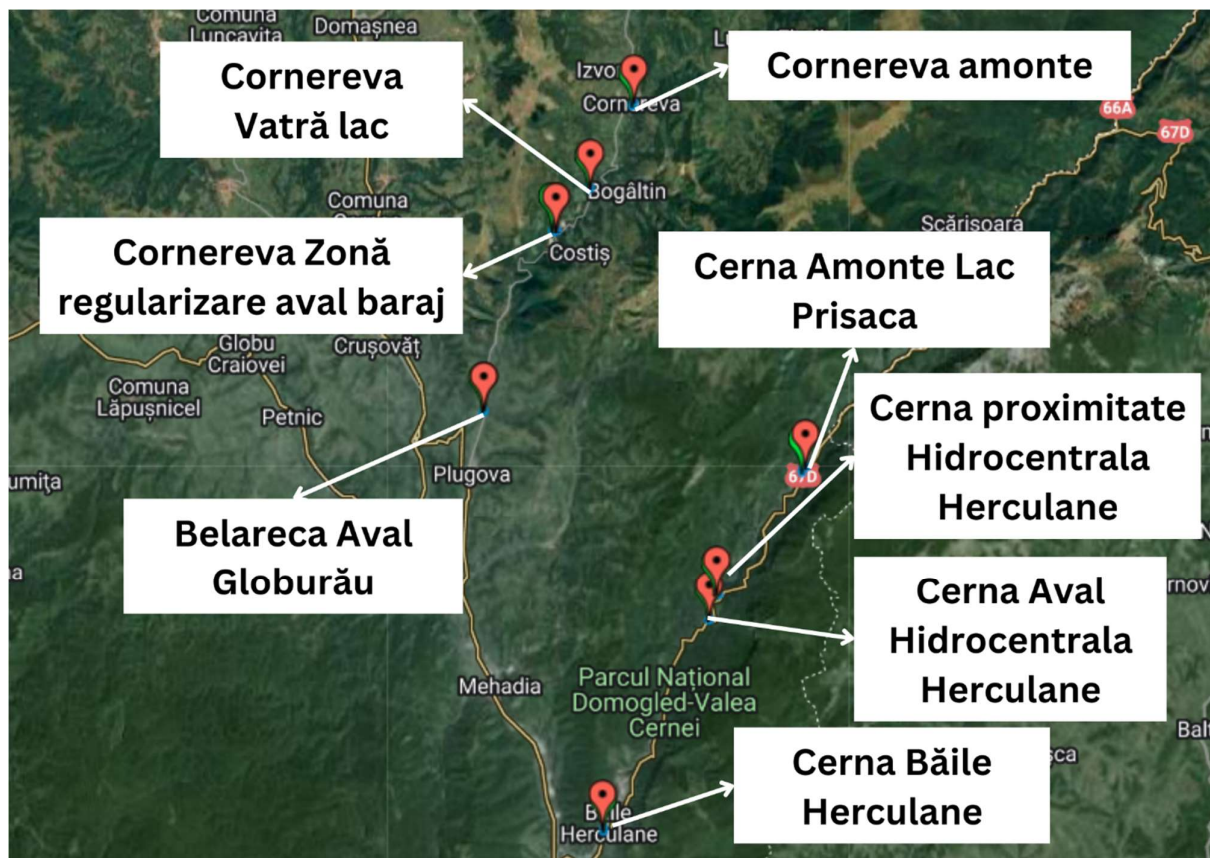 Comuna
Luncavița
Domașnea
Cornereva
Vatră lac
Izvo
Cornereva
Cornereva amonte
66A
67D
Bogâltin
Comuna
Scărișoara
Cornereva Zonă
regularizare aval baraj
Costiș
Cerna Amonte Lac
Prisaca
Globu
Craiovei
Crușovăț
Comuna
Lăpușnicel
Petnic
Cerna proximitate
Hidrocentrala
Herculane
Plugova
67D
umița
Belareca Aval
Globurău
Cerna Aval
Hidrocentrala
Herculane
Mehadia
Parcul Național
Domogled-Valea
Cernei
Cerna Băile
Herculane
Băile
Herculane